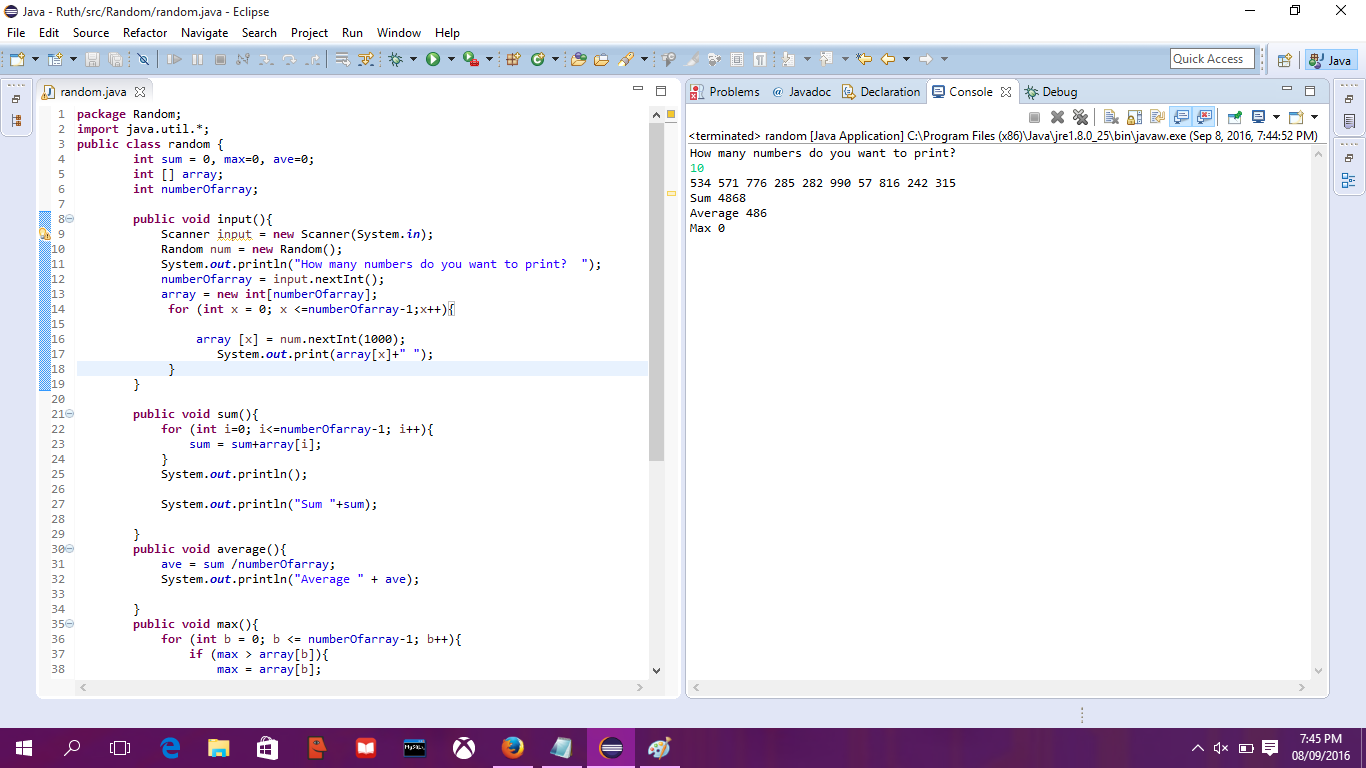 Java - Ruth/src/Random/random.java - Eclipse
File Edit Source Refactor Navigate Search Project Run Window Help
Quick Access Java
random.java
1 package Random;
2 import java.util.*;
3 public class random {
4 int sum = 0, max=0, ave=0;
5 int [] array;
6 int numberOfarray;
7
8 public void input(){
9 Scanner input = new Scanner(System.in);
10 Random num = new Random();
11 System.out.println("How many numbers do you want to print?  ");
12 numberOfarray = input.nextInt();
13 array = new int[numberOfarray];
14 for (int x = 0; x <=numberOfarray-1;x++){
15
16 array [x] = num.nextInt(1000);
17 System.out.print(array[x]+" ");
18 }
19 }
20
21 public void sum(){
22 for (int i=0; i<=numberOfarray-1; i++){
23 sum = sum+array[i];
24 }
25 System.out.println();
26
27 System.out.println("Sum "+sum);
28
29 }
30 public void average(){
31 ave = sum /numberOfarray;
32 System.out.println("Average " + ave);
33
34 }
35 public void max(){
36 for (int b = 0; b <= numberOfarray-1; b++){
37 if (max > array[b]){
38 max = array[b];
Problems @ Javadoc Declaration Console Debug
<terminated> random [Java Application] C:\Program Files (x86)\Java\jre1.8.0_25\bin\javaw.exe (Sep 8, 2016, 7:44:52 PM)
How many numbers do you want to print?
10
534 571 776 285 282 990 57 816 242 315
Sum 4868
Average 486
Max 0
MySQL
7:45 PM
08/09/2016